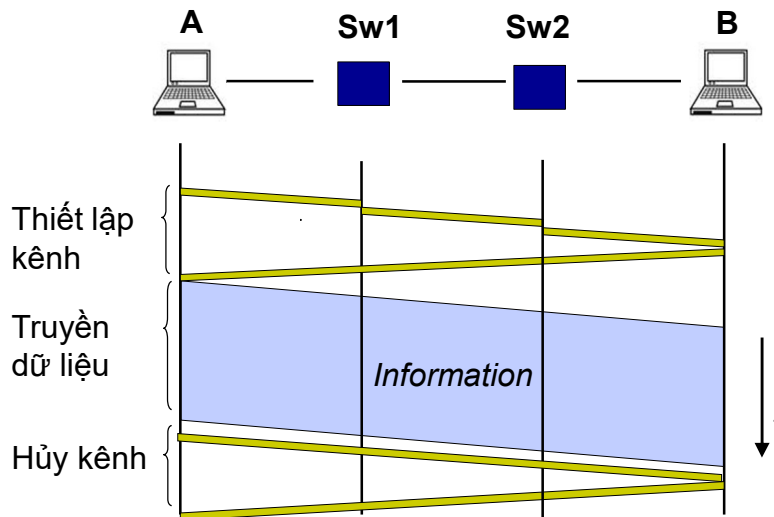 A
Sw1
Sw2
B
Thiết lập
kênh
Truyền
dữ liệu
Information
Hủy kênh